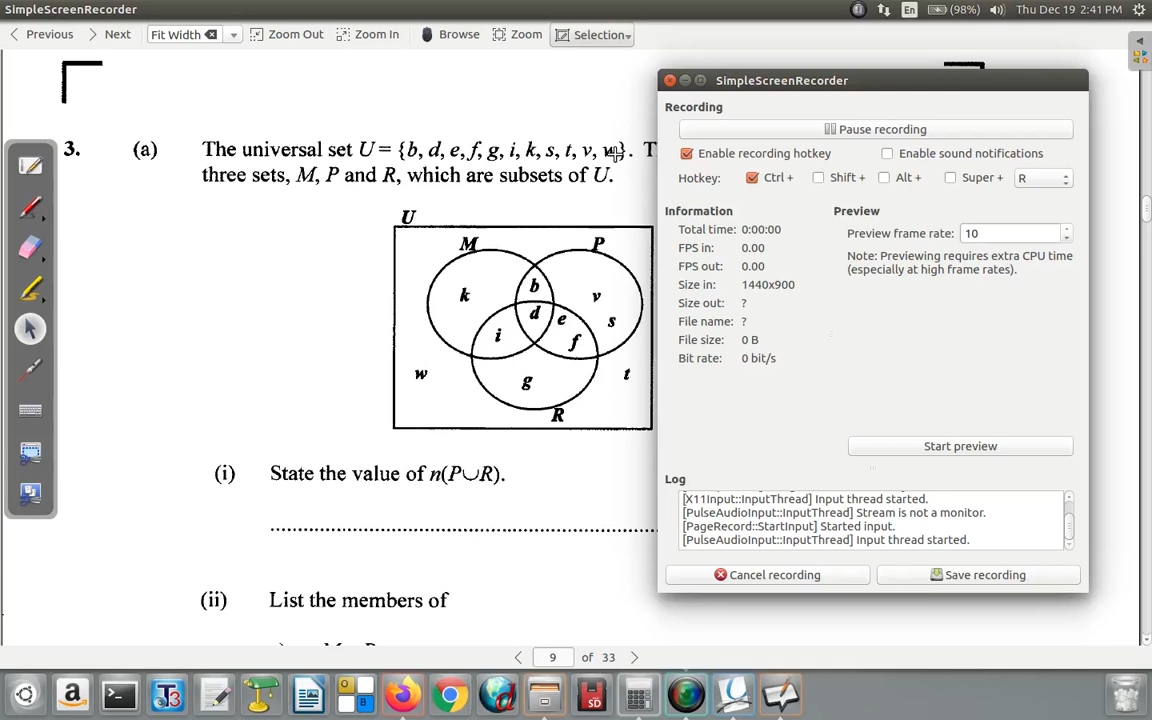 SimpleScreenRecorder
En (98%) Thu Dec 19 2:41 PM
Previous Next Fit Width Zoom Out Zoom In Browse Zoom Selection
3. (a) The universal set U = {b, d, e, f, g, i, k, s, t, v, w}.
three sets, M, P and R, which are subsets of U.
U
M P
b
k v
d e s
i f
w g t
R
(i) State the value of n(P∪R).
(ii) List the members of
SimpleScreenRecorder
Recording
Pause recording
Enable recording hotkey Enable sound notifications
Hotkey: Ctrl + Shift + Alt + Super + R
Information
Total time: 0:00:00
FPS in: 0.00
FPS out: 0.00
Size in: 1440x900
Size out: ?
File name: ?
File size: 0 B
Bit rate: 0 bit/s
Preview
Preview frame rate: 10
Note: Previewing requires extra CPU time
(especially at high frame rates).
Start preview
Log
[X11Input::InputThread] Input thread started.
[PulseAudioInput::InputThread] Stream is not a monitor.
[PageRecord::StartInput] Started input.
[PulseAudioInput::InputThread] Input thread started.
Cancel recording Save recording
9 of 33